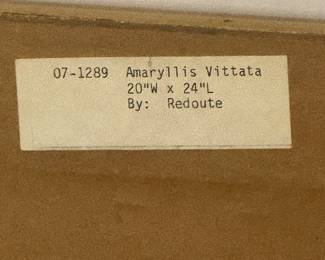 07-1289 Amaryllis Vittata
20"W x 24"L
By: Redoute